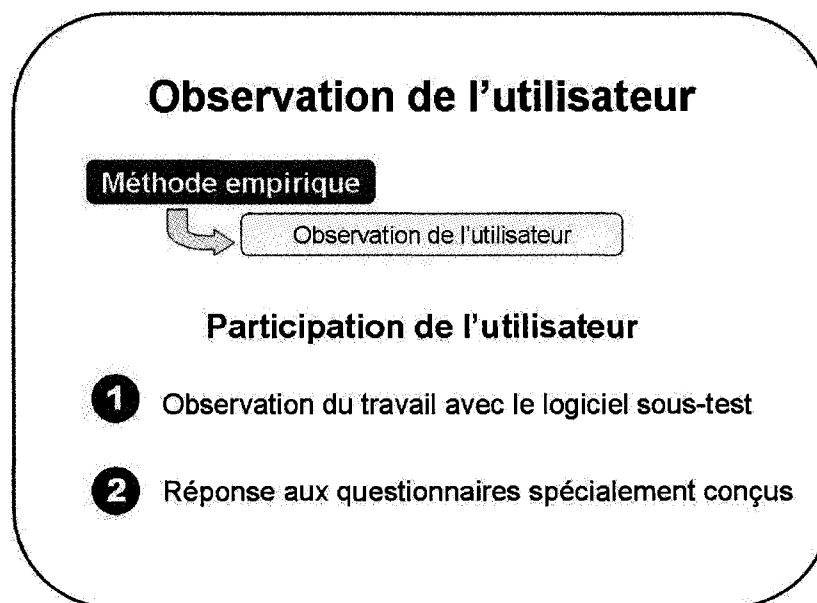 Observation de l'utilisateur
Méthode empirique
Observation de l'utilisateur
Participation de l'utilisateur
1 Observation du travail avec le logiciel sous-test
2 Réponse aux questionnaires spécialement conçus